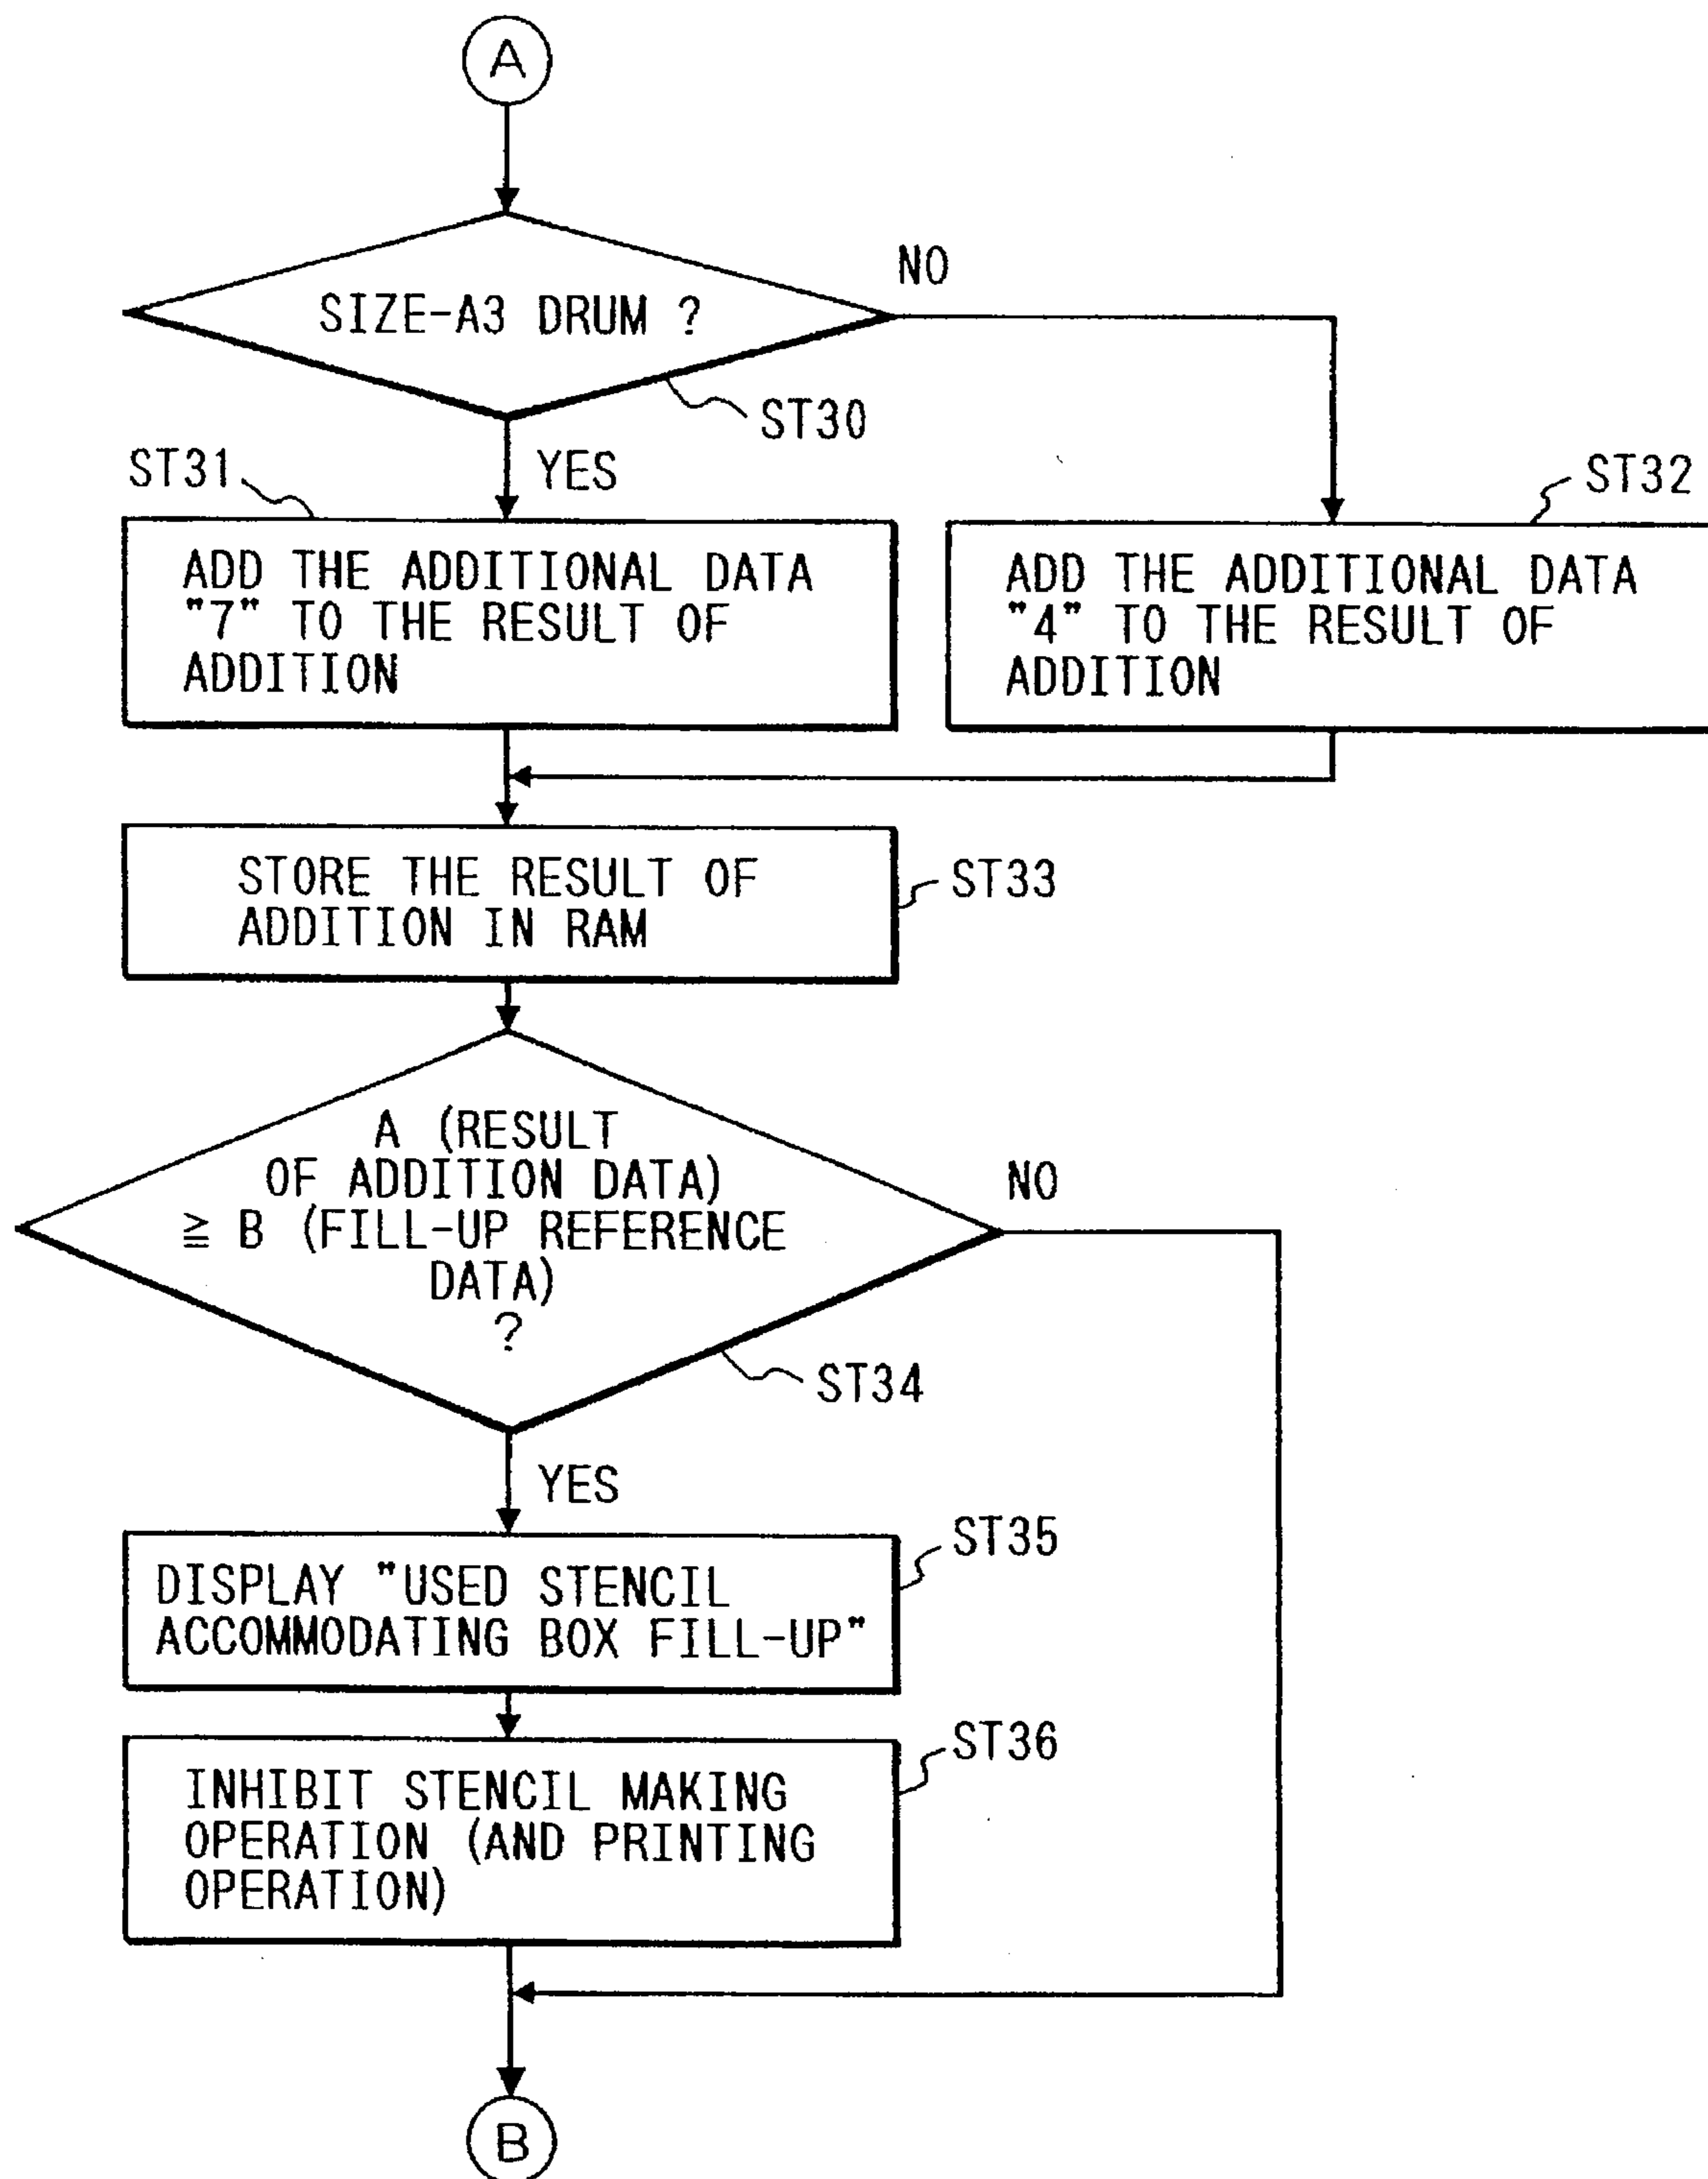 A
SIZE-A3 DRUM ?
NO
ST30
YES
ST31
ADD THE ADDITIONAL DATA
"7" TO THE RESULT OF
ADDITION
ST32
ADD THE ADDITIONAL DATA
"4" TO THE RESULT OF
ADDITION
STORE THE RESULT OF
ADDITION IN RAM
ST33
A (RESULT
OF ADDITION DATA)
≧ B (FILL-UP REFERENCE
DATA)
?
NO
ST34
YES
ST35
DISPLAY "USED STENCIL
ACCOMMODATING BOX FILL-UP"
ST36
INHIBIT STENCIL MAKING
OPERATION (AND PRINTING
OPERATION)
B